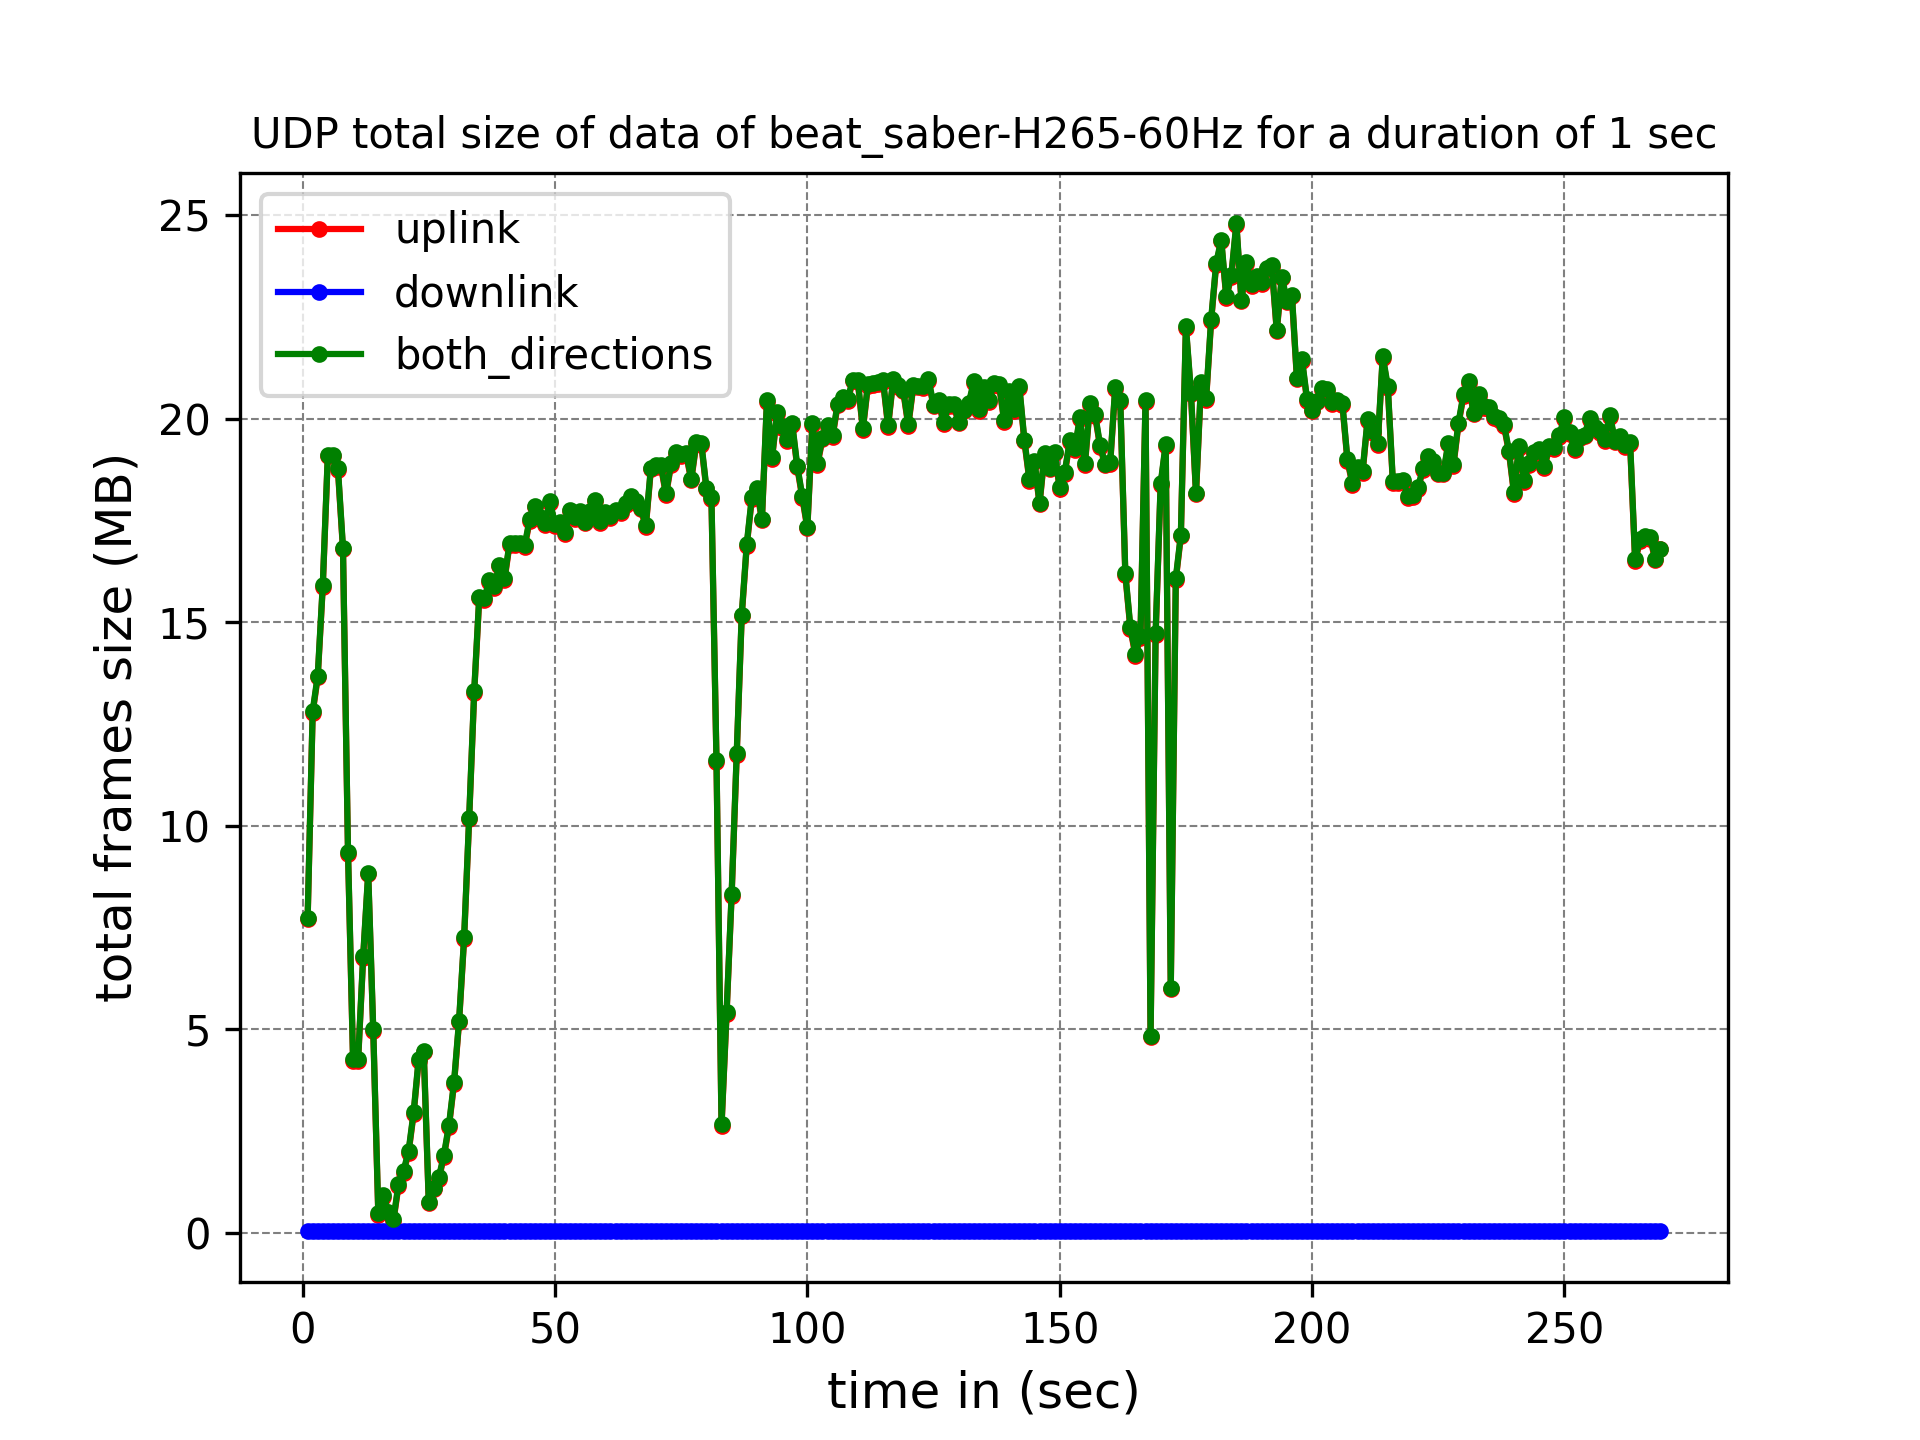 UDP total size of data of beat_saber-H265-60Hz for a duration of 1 sec
uplink
downlink
both_directions
25
20
15
10
5
0
total frames size (MB)
0 50 100 150 200 250
time in (sec)